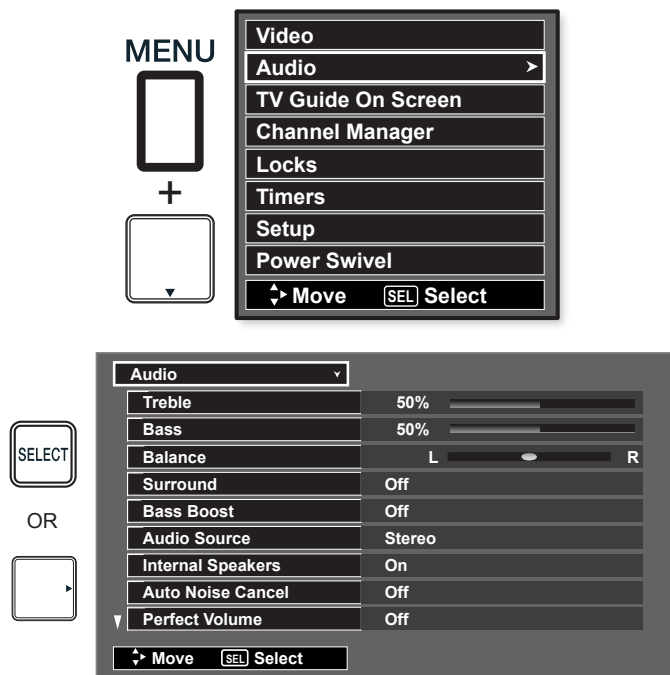 MENU
+
Video
Audio
TV Guide On Screen
Channel Manager
Locks
Timers
Setup
Power Swivel
Move SEL Select
SELECT
OR
Audio
Treble 50%
Bass 50%
Balance L R
Surround Off
Bass Boost Off
Audio Source Stereo
Internal Speakers On
Auto Noise Cancel Off
Perfect Volume Off
Move SEL Select